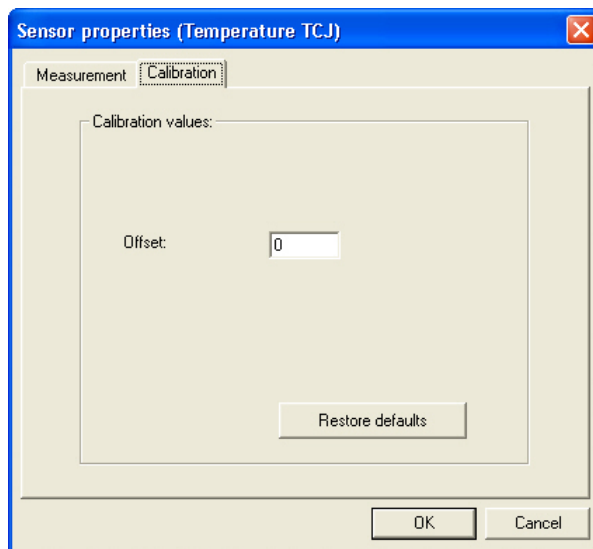 Sensor properties (Temperature TCJ)
Measurement Calibration
Calibration values:
Offset: 0
Restore defaults
OK Cancel